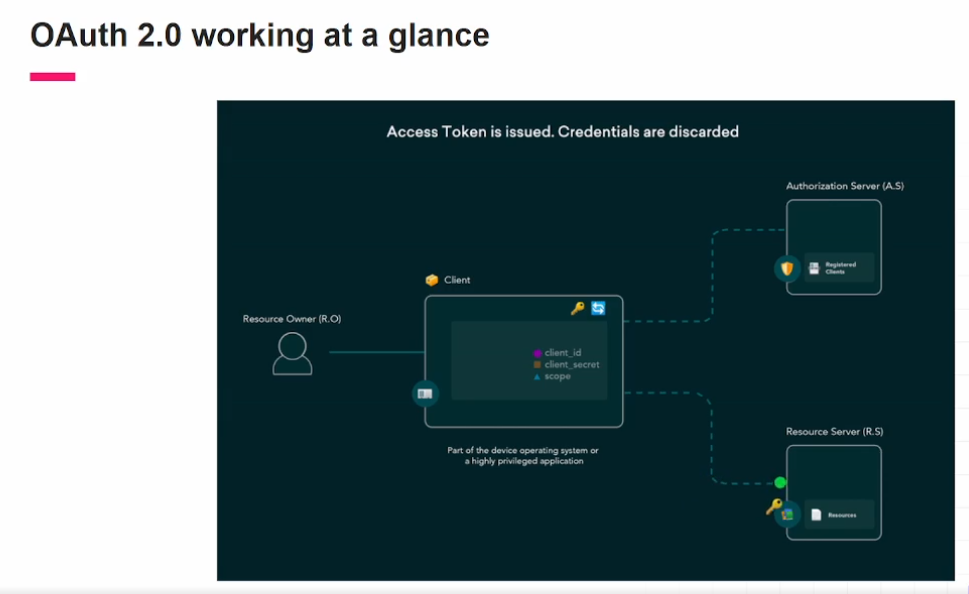 OAuth 2.0 working at a glance
Access Token is issued. Credentials are discarded
Authorization Server (A.S)
Registered
Clients
Client
Resource Owner (R.O)
client_id
client_secret
scope
Part of the device operating system or
a highly privileged application
Resource Server (R.S)
Resources